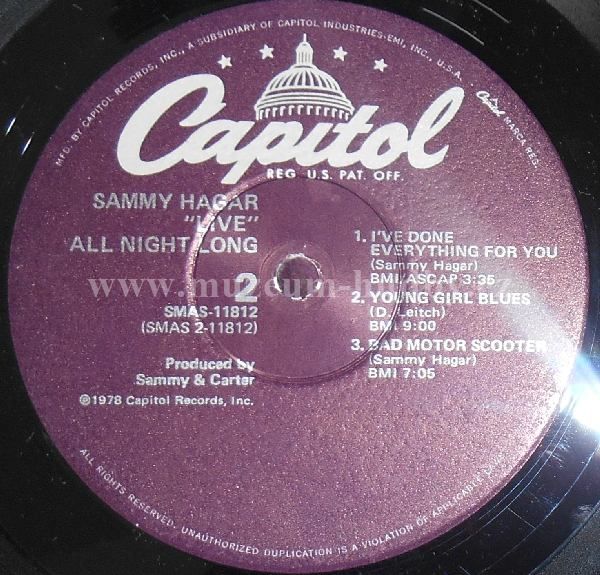 MFD. BY CAPITOL RECORDS, INC., A SUBSIDIARY OF CAPITOL INDUSTRIES-EMI, INC., U.S.A.
Capitol MARCA REG.
Capitol
REG. U.S. PAT. OFF.
SAMMY HAGAR
"LIVE"
ALL NIGHT LONG
2
SMAS-11812
(SMAS 2-11812)
Produced by
Sammy & Carter
℗1978 Capitol Records, Inc.
1. I'VE DONE
EVERYTHING FOR YOU
(Sammy Hagar)
BMI/ASCAP 3:35
2. YOUNG GIRL BLUES
(D. Leitch)
BMI 9:00
3. BAD MOTOR SCOOTER
(Sammy Hagar)
BMI 7:05
ALL RIGHTS RESERVED. UNAUTHORIZED DUPLICATION IS A VIOLATION OF APPLICABLE